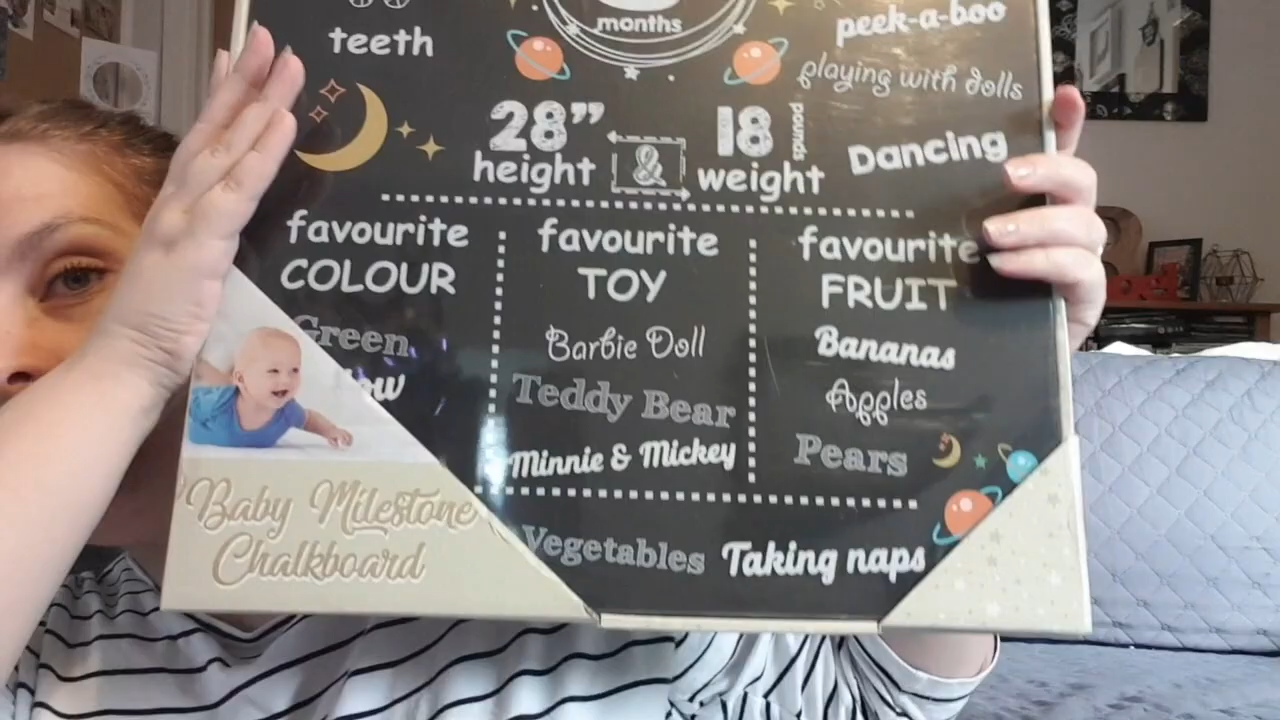 months
teeth
peek-a-boo
playing with dolls
28”
height
&
18 pounds
weight
Dancing
favourite
COLOUR
Green
favourite
TOY
Barbie Doll
Teddy Bear
Minnie & Mickey
favourite
FRUIT
Bananas
Apples
Pears
Vegetables
Taking naps
Baby Milestone
Chalkboard